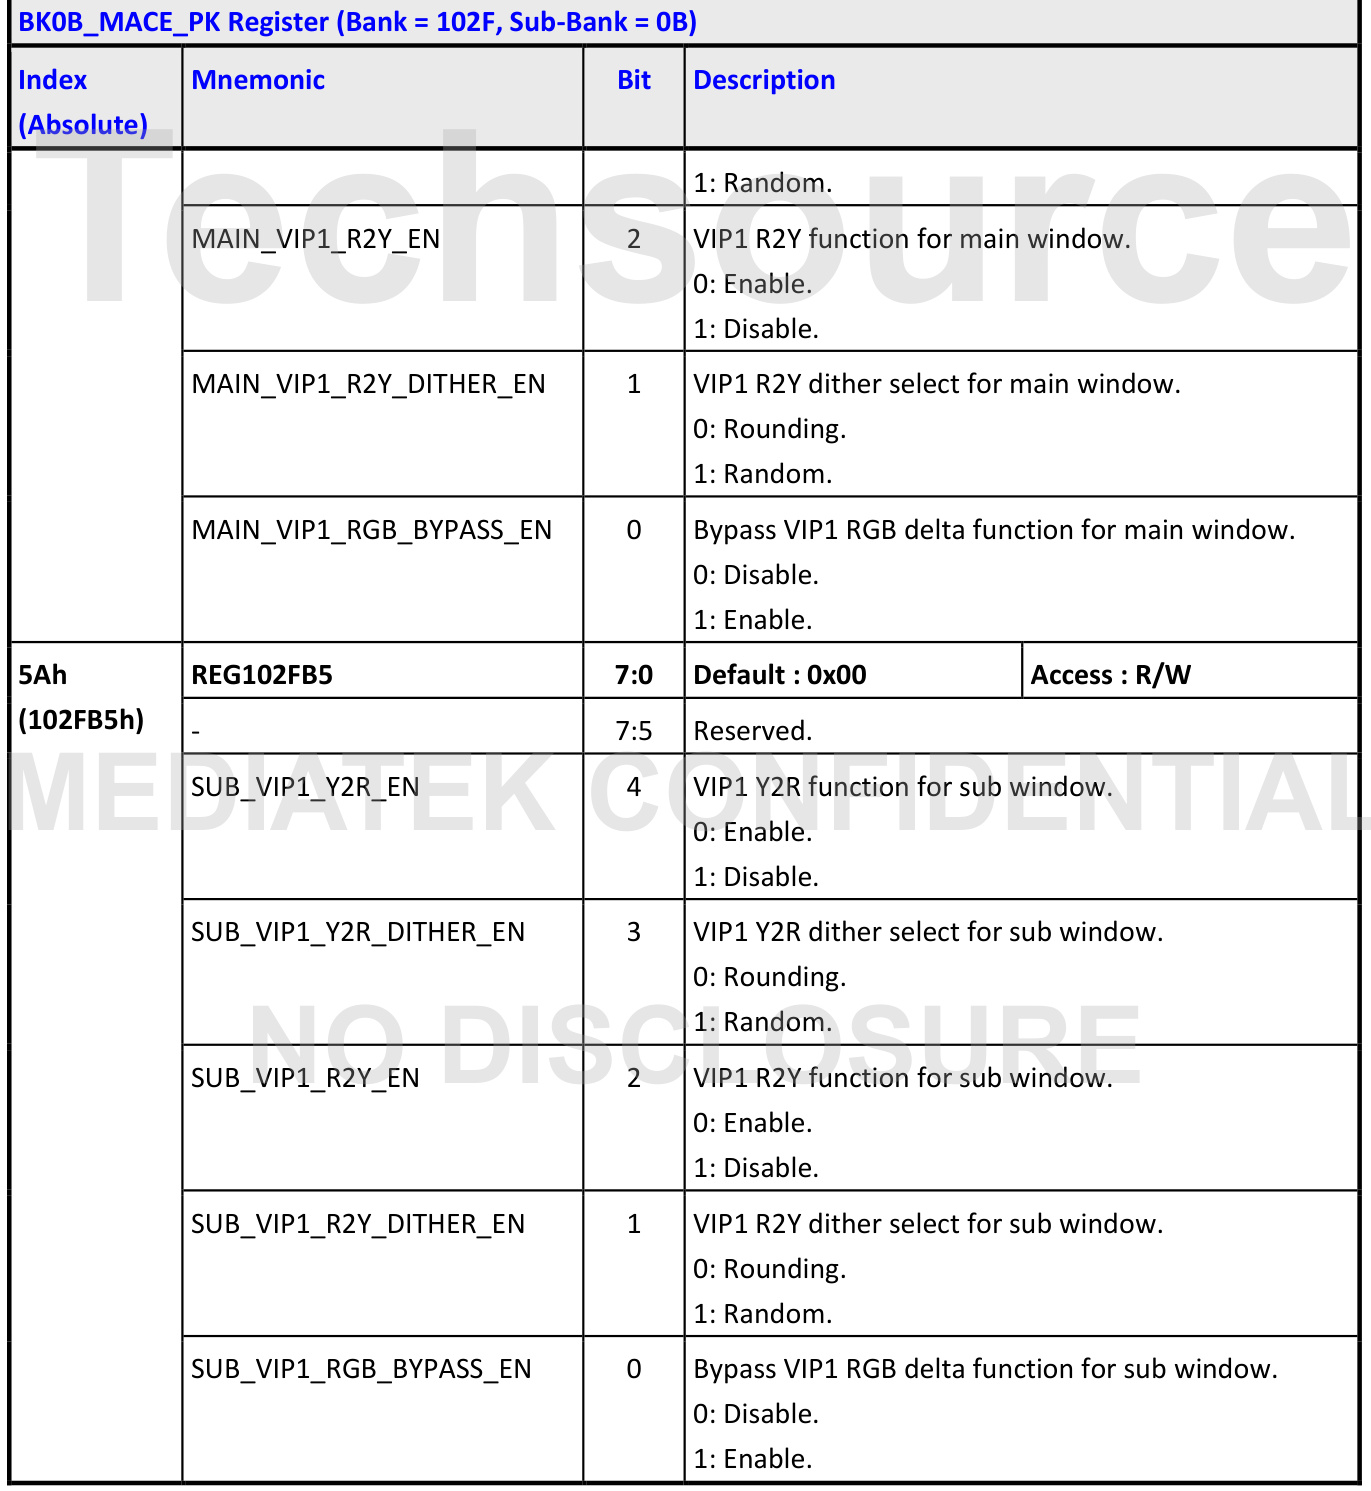 BK0B_MACE_PK Register (Bank = 102F, Sub-Bank = 0B)
Index (Absolute) Mnemonic Bit Description
1: Random.
MAIN_VIP1_R2Y_EN 2 VIP1 R2Y function for main window.
0: Enable.
1: Disable.
MAIN_VIP1_R2Y_DITHER_EN 1 VIP1 R2Y dither select for main window.
0: Rounding.
1: Random.
MAIN_VIP1_RGB_BYPASS_EN 0 Bypass VIP1 RGB delta function for main window.
0: Disable.
1: Enable.
5Ah REG102FB5 7:0 Default : 0x00 Access : R/W
(102FB5h) - 7:5 Reserved.
SUB_VIP1_Y2R_EN 4 VIP1 Y2R function for sub window.
0: Enable.
1: Disable.
SUB_VIP1_Y2R_DITHER_EN 3 VIP1 Y2R dither select for sub window.
0: Rounding.
1: Random.
SUB_VIP1_R2Y_EN 2 VIP1 R2Y function for sub window.
0: Enable.
1: Disable.
SUB_VIP1_R2Y_DITHER_EN 1 VIP1 R2Y dither select for sub window.
0: Rounding.
1: Random.
SUB_VIP1_RGB_BYPASS_EN 0 Bypass VIP1 RGB delta function for sub window.
0: Disable.
1: Enable.
Techsource
MEDIATEK CONFIDENTIAL
NO DISCLOSURE